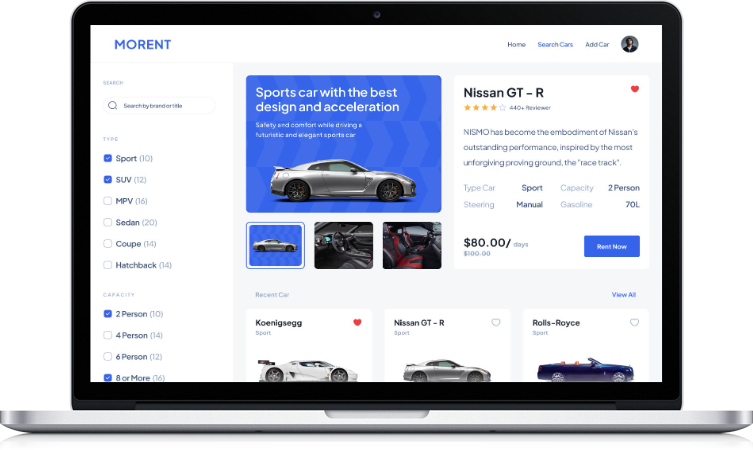 MORENT
Home
Search Cars
Add Car
SEARCH
Search by brand or title
TYPE
Sport (10)
SUV (12)
MPV (16)
Sedan (20)
Coupe (14)
Hatchback (14)
CAPACITY
2 Person (10)
4 Person (14)
6 Person (12)
8 or More (16)
Sports car with the best
design and acceleration
Safety and comfort while driving a
futuristic and elegant sports car
Nissan GT - R
440+ Reviewer
NISMO has become the embodiment of Nissan's
outstanding performance, inspired by the most
unforgiving proving ground, the "race track".
Type Car Sport Capacity 2 Person
Steering Manual Gasoline 70L
$80.00/ days
$100.00
Rent Now
Recent Car
View All
Koenigsegg
Sport
Nissan GT - R
Sport
Rolls-Royce
Sport